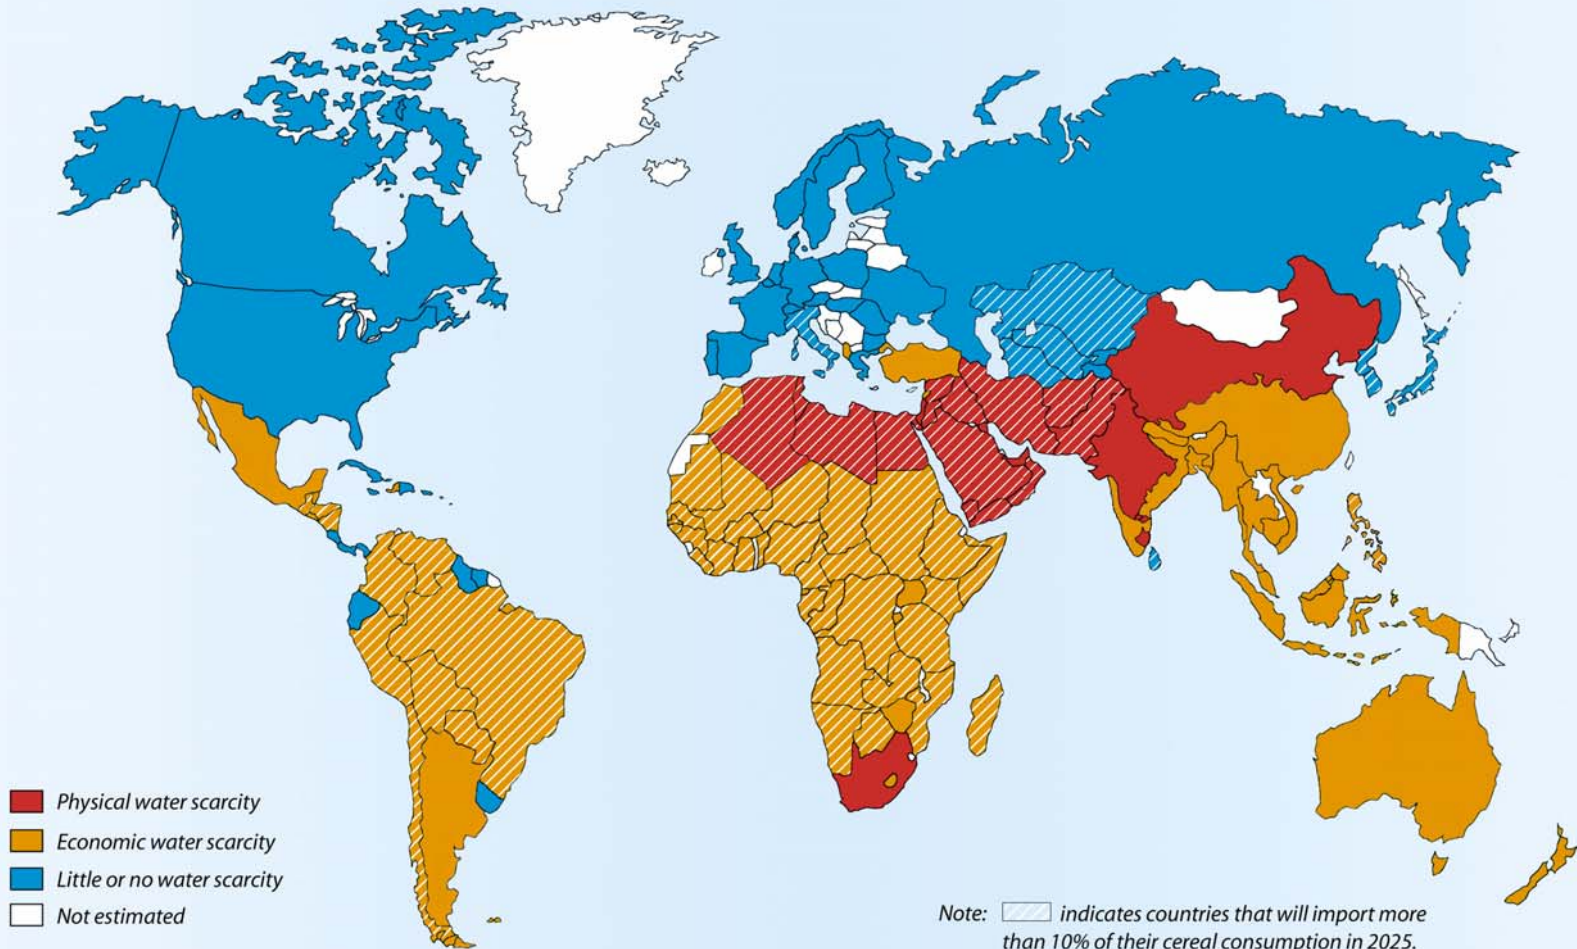 Physical water scarcity
Economic water scarcity
Little or no water scarcity
Not estimated
Note: indicates countries that will import more
than 10% of their cereal consumption in 2025.